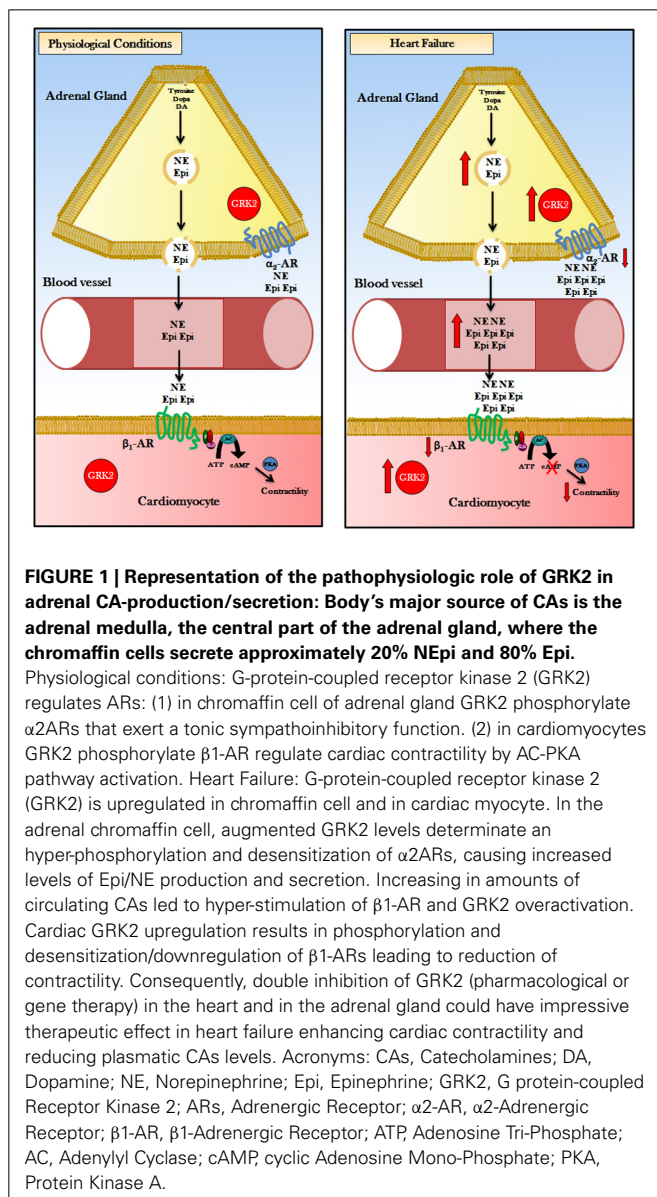 Physiological Conditions
Adrenal Gland
Tyrosine
Dopa
DA
NE
Epi
GRK2
NE
Epi
α2-AR
NE
Epi Epi
Blood vessel
NE
Epi Epi
NE
Epi Epi
β1-AR
AC
ATP cAMP
PKA
Contractility
GRK2
Cardiomyocyte
Heart Failure
Adrenal Gland
Tyrosine
Dopa
DA
NE
Epi
GRK2
NE
Epi
α2-AR
NE NE
Epi Epi Epi
Epi Epi
Blood vessel
NE NE
Epi Epi Epi
Epi Epi
NE NE
Epi Epi Epi
Epi Epi
β1-AR
AC
ATP cAMP
PKA
Contractility
GRK2
Cardiomyocyte
FIGURE 1 | Representation of the pathophysiologic role of GRK2 in
adrenal CA-production/secretion: Body's major source of CAs is the
adrenal medulla, the central part of the adrenal gland, where the
chromaffin cells secrete approximately 20% NEpi and 80% Epi.
Physiological conditions: G-protein-coupled receptor kinase 2 (GRK2)
regulates ARs: (1) in chromaffin cell of adrenal gland GRK2 phosphorylate
α2ARs that exert a tonic sympathoinhibitory function. (2) in cardiomyocytes
GRK2 phosphorylate β1-AR regulate cardiac contractility by AC-PKA
pathway activation. Heart Failure: G-protein-coupled receptor kinase 2
(GRK2) is upregulated in chromaffin cell and in cardiac myocyte. In the
adrenal chromaffin cell, augmented GRK2 levels determinate an
hyper-phosphorylation and desensitization of α2ARs, causing increased
levels of Epi/NE production and secretion. Increasing in amounts of
circulating CAs led to hyper-stimulation of β1-AR and GRK2 overactivation.
Cardiac GRK2 upregulation results in phosphorylation and
desensitization/downregulation of β1-ARs leading to reduction of
contractility. Consequently, double inhibition of GRK2 (pharmacological or
gene therapy) in the heart and in the adrenal gland could have impressive
therapeutic effect in heart failure enhancing cardiac contractility and
reducing plasmatic CAs levels. Acronyms: CAs, Catecholamines; DA,
Dopamine; NE, Norepinephrine; Epi, Epinephrine; GRK2, G protein-coupled
Receptor Kinase 2; ARs, Adrenergic Receptor; α2-AR, α2-Adrenergic
Receptor; β1-AR, β1-Adrenergic Receptor; ATP, Adenosine Tri-Phosphate;
AC, Adenylyl Cyclase; cAMP, cyclic Adenosine Mono-Phosphate; PKA,
Protein Kinase A.